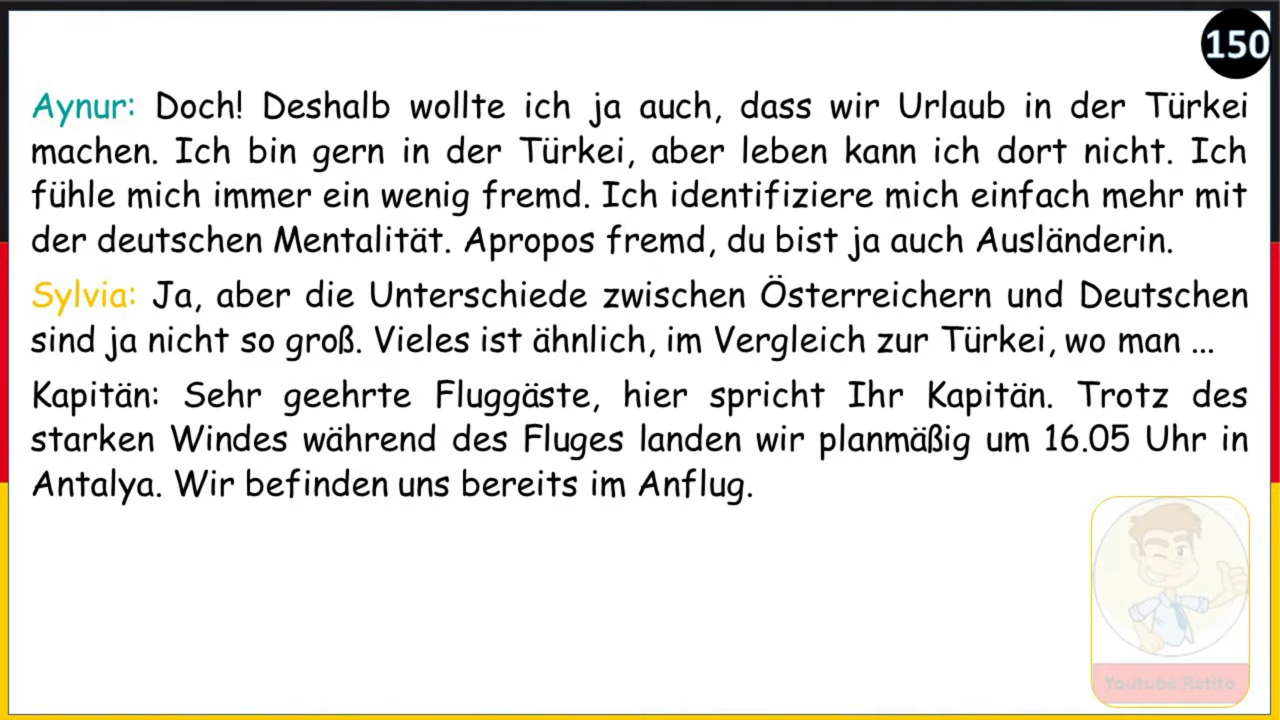 150
Aynur: Doch! Deshalb wollte ich ja auch, dass wir Urlaub in der Türkei
machen. Ich bin gern in der Türkei, aber leben kann ich dort nicht. Ich
fühle mich immer ein wenig fremd. Ich identifiziere mich einfach mehr mit
der deutschen Mentalität. Apropos fremd, du bist ja auch Ausländerin.
Sylvia: Ja, aber die Unterschiede zwischen Österreichern und Deutschen
sind ja nicht so groß. Vieles ist ähnlich, im Vergleich zur Türkei, wo man ...
Kapitän: Sehr geehrte Fluggäste, hier spricht Ihr Kapitän. Trotz des
starken Windes während des Fluges landen wir planmäßig um 16.05 Uhr in
Antalya. Wir befinden uns bereits im Anflug.
Youtube:Retito